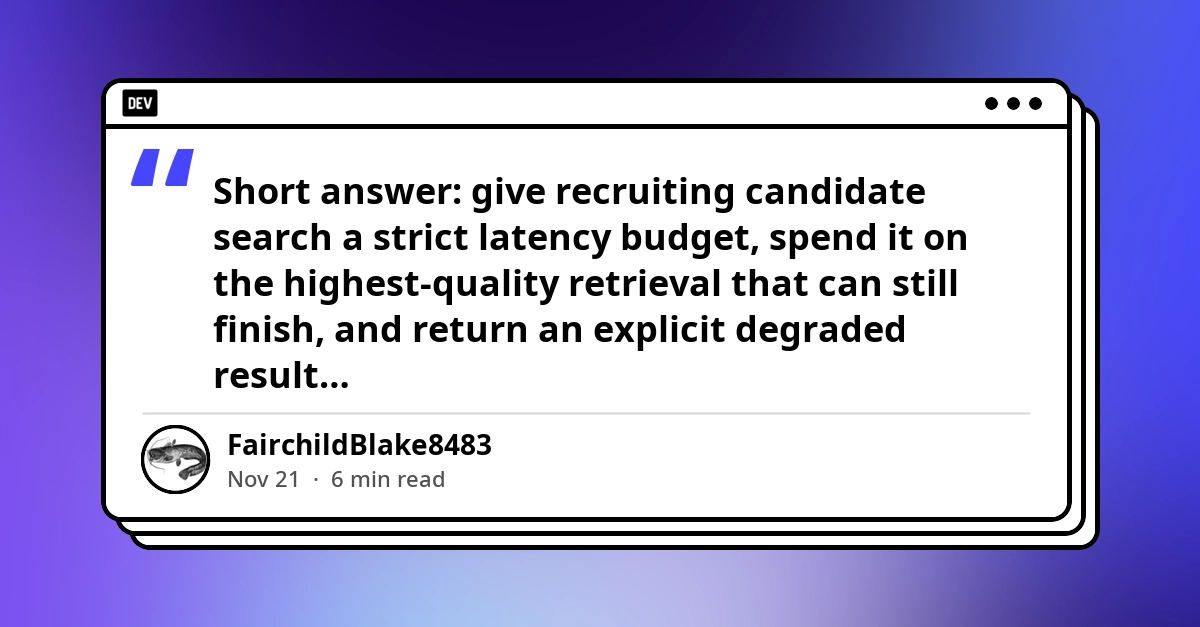 DEV
“
Short answer: give recruiting candidate
search a strict latency budget, spend it on
the highest-quality retrieval that can still
finish, and return an explicit degraded
result...
FairchildBlake8483
Nov 21 · 6 min read